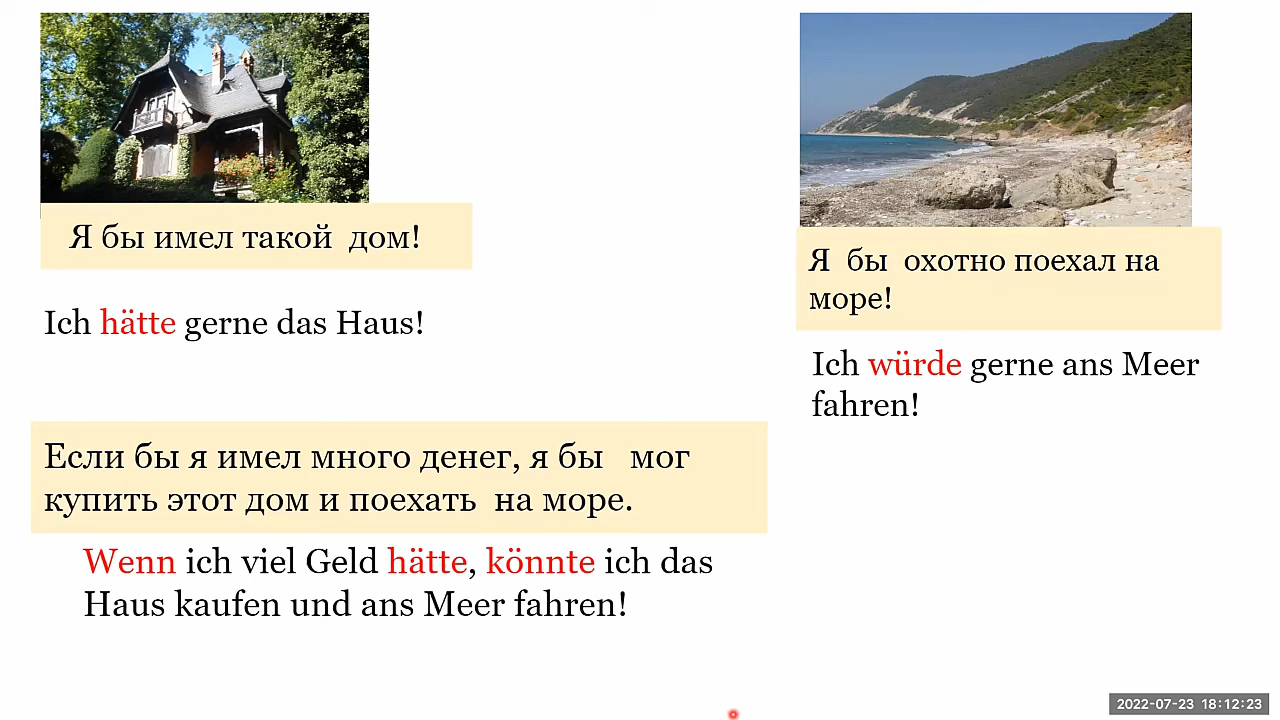 Я бы имел такой дом!
Ich hätte gerne das Haus!
Я бы охотно поехал на
море!
Ich würde gerne ans Meer
fahren!
Если бы я имел много денег, я бы мог
купить этот дом и поехать на море.
Wenn ich viel Geld hätte, könnte ich das
Haus kaufen und ans Meer fahren!
2022-07-23 18:12:23